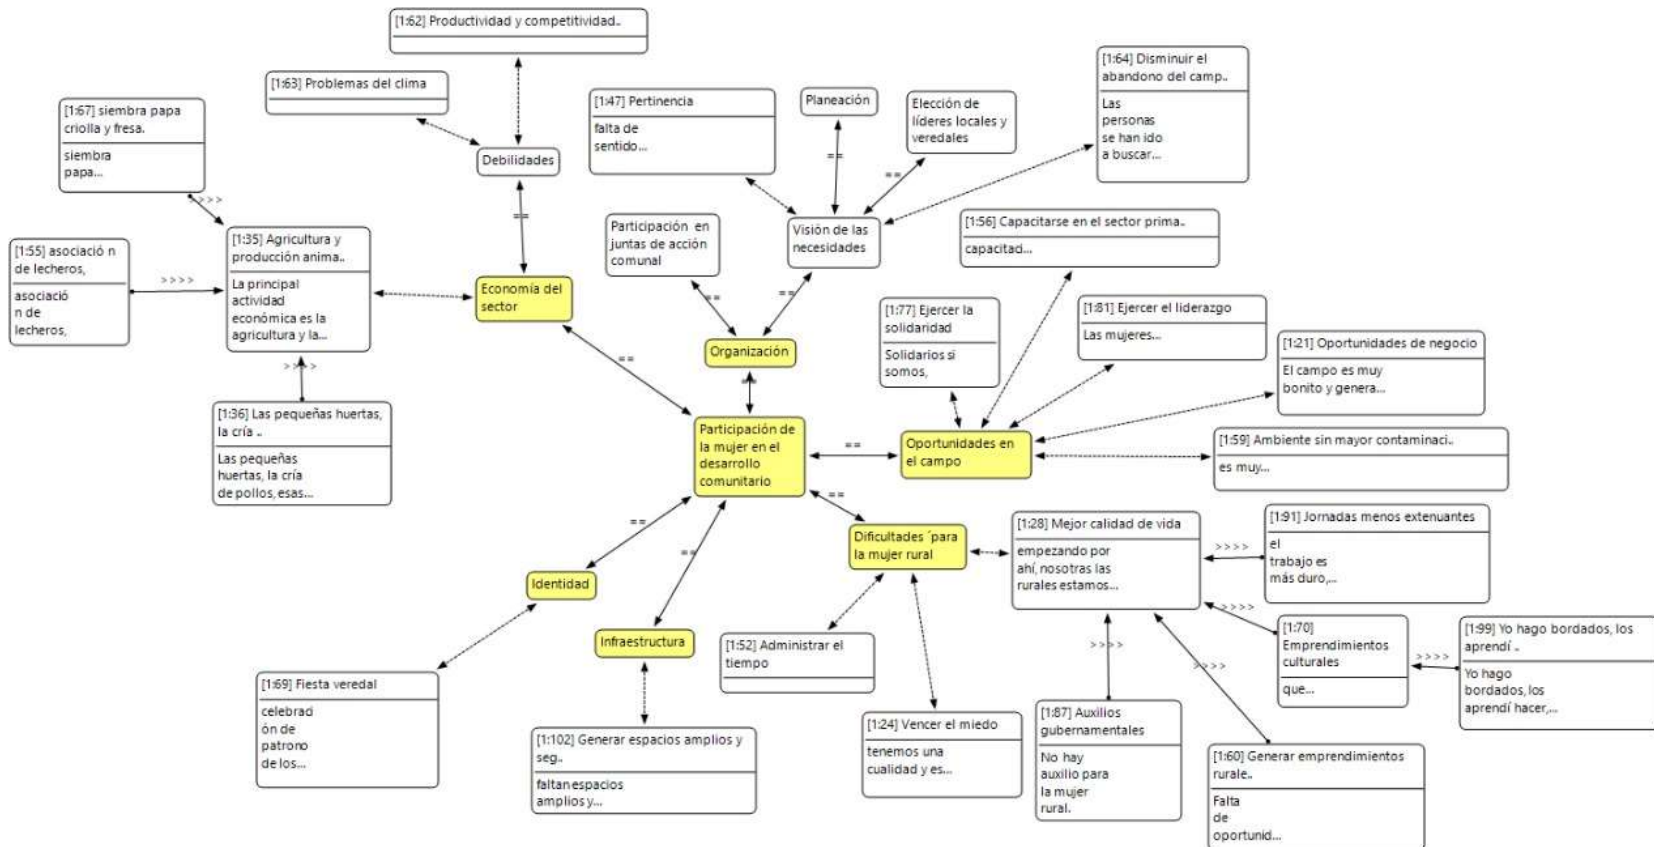 [1:62] Productividad y competitividad..
[1:63] Problemas del clima
[1:67] siembra papa
criolla y fresa.
siembra
papa...
[1:47] Pertinencia
falta de
sentido...
Planeación
Elección de
líderes locales y
veredales
[1:64] Disminuir el
abandono del camp..
Las
personas
se han ido
a buscar...
Debilidades
==
==
==
>>>>
[1:55] asociació n
de lecheros,
asociació
n de
lecheros,
>>>>
[1:35] Agricultura y
producción anima..
La principal
actividad
económica es la
agricultura y la...
Economía del
sector
Participación en
juntas de acción
comunal
Visión de las
necesidades
[1:56] Capacitarse en el sector prima..
capacitaci...
==
==
Organización
==
==
[1:77] Ejercer la
solidaridad
Solidarios si
somos,
[1:81] Ejercer el liderazgo
Las mujeres...
[1:21] Oportunidades de negocio
El campo es muy
bonito y genera...
>>>>
[1:36] Las pequeñas huertas,
la cría ..
Las pequeñas
huertas, la cría
de pollos, esas...
Participación de
la mujer en el
desarrollo
comunitario
==
Oportunidades en
el campo
[1:59] Ambiente sin mayor contaminaci..
es muy...
==
==
==
Dificultades ´para
la mujer rural
[1:28] Mejor calidad de vida
empezando por
ahí, nosotras las
rurales estamos...
>>>>
[1:91] Jornadas menos extenuantes
el
trabajo es
más duro,...
Identidad
Infraestructura
[1:52] Administrar el
tiempo
>>>>
[1:70]
Emprendimientos
culturales
que...
>>>>
[1:99] Yo hago bordados, los
aprendí ..
Yo hago
bordados, los
aprendí hacer,...
>>>>
>>>>
[1:69] Fiesta veredal
celebraci
ón de
patrono
de los...
[1:102] Generar espacios amplios y
seg..
faltan espacios
amplios y...
[1:24] Vencer el miedo
tenemos una
cualidad y es...
[1:87] Auxilios
gubernamentales
No hay
auxilio para
la mujer
rural.
[1:60] Generar emprendimientos
rurale..
Falta
de
oportunid...